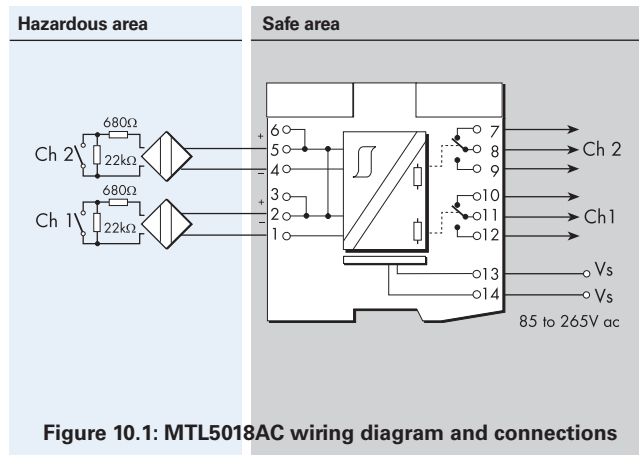 Hazardous area
Safe area
680Ω
Ch 2
22kΩ
680Ω
Ch 1
22kΩ
+
6
5
4
–
3
+
2
–
1
7
8
Ch 2
9
10
11
Ch1
12
13
Vs
14
Vs
85 to 265V ac
Figure 10.1: MTL5018AC wiring diagram and connections